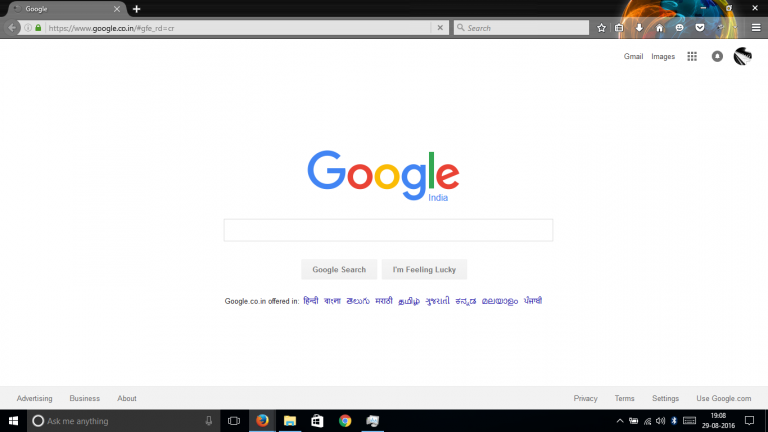 Google
https://www.google.co.in/#gfe_rd=cr
Search
Gmail Images
Google
India
Google Search I'm Feeling Lucky
Google.co.in offered in: हिन्दी বাংলা తెలుగు मराठी தமிழ் ગુજરાતી ಕನ್ನಡ മലയാളം ਪੰਜਾਬੀ
Advertising Business About Privacy Terms Settings Use Google.com
Ask me anything
19:08
29-08-2016